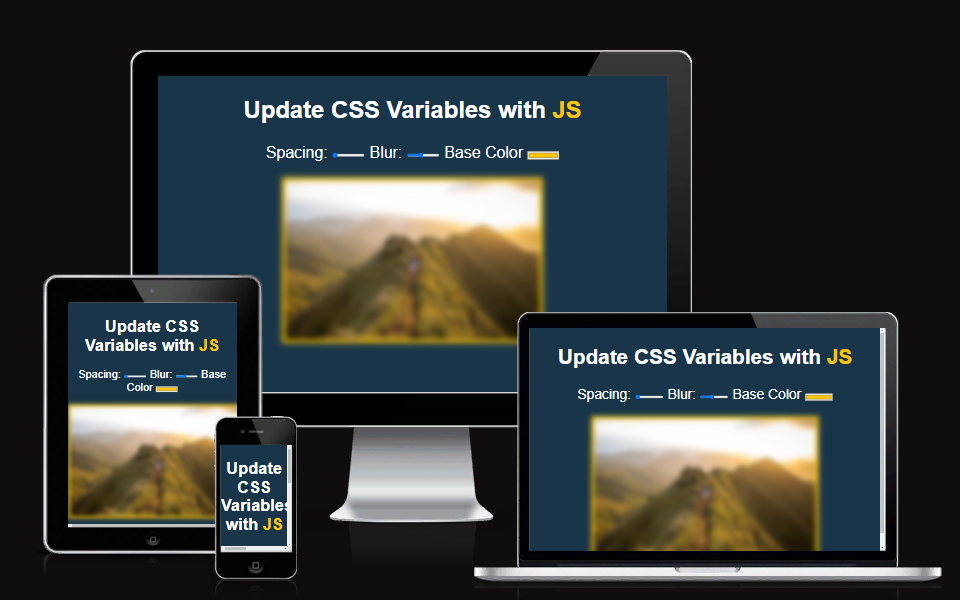 Update CSS Variables with JS
Spacing: Blur: Base Color
Update CSS
Variables with JS
Spacing: Blur: Base
Color
Update
CSS
Variables
with JS
Update CSS Variables with JS
Spacing: Blur: Base Color